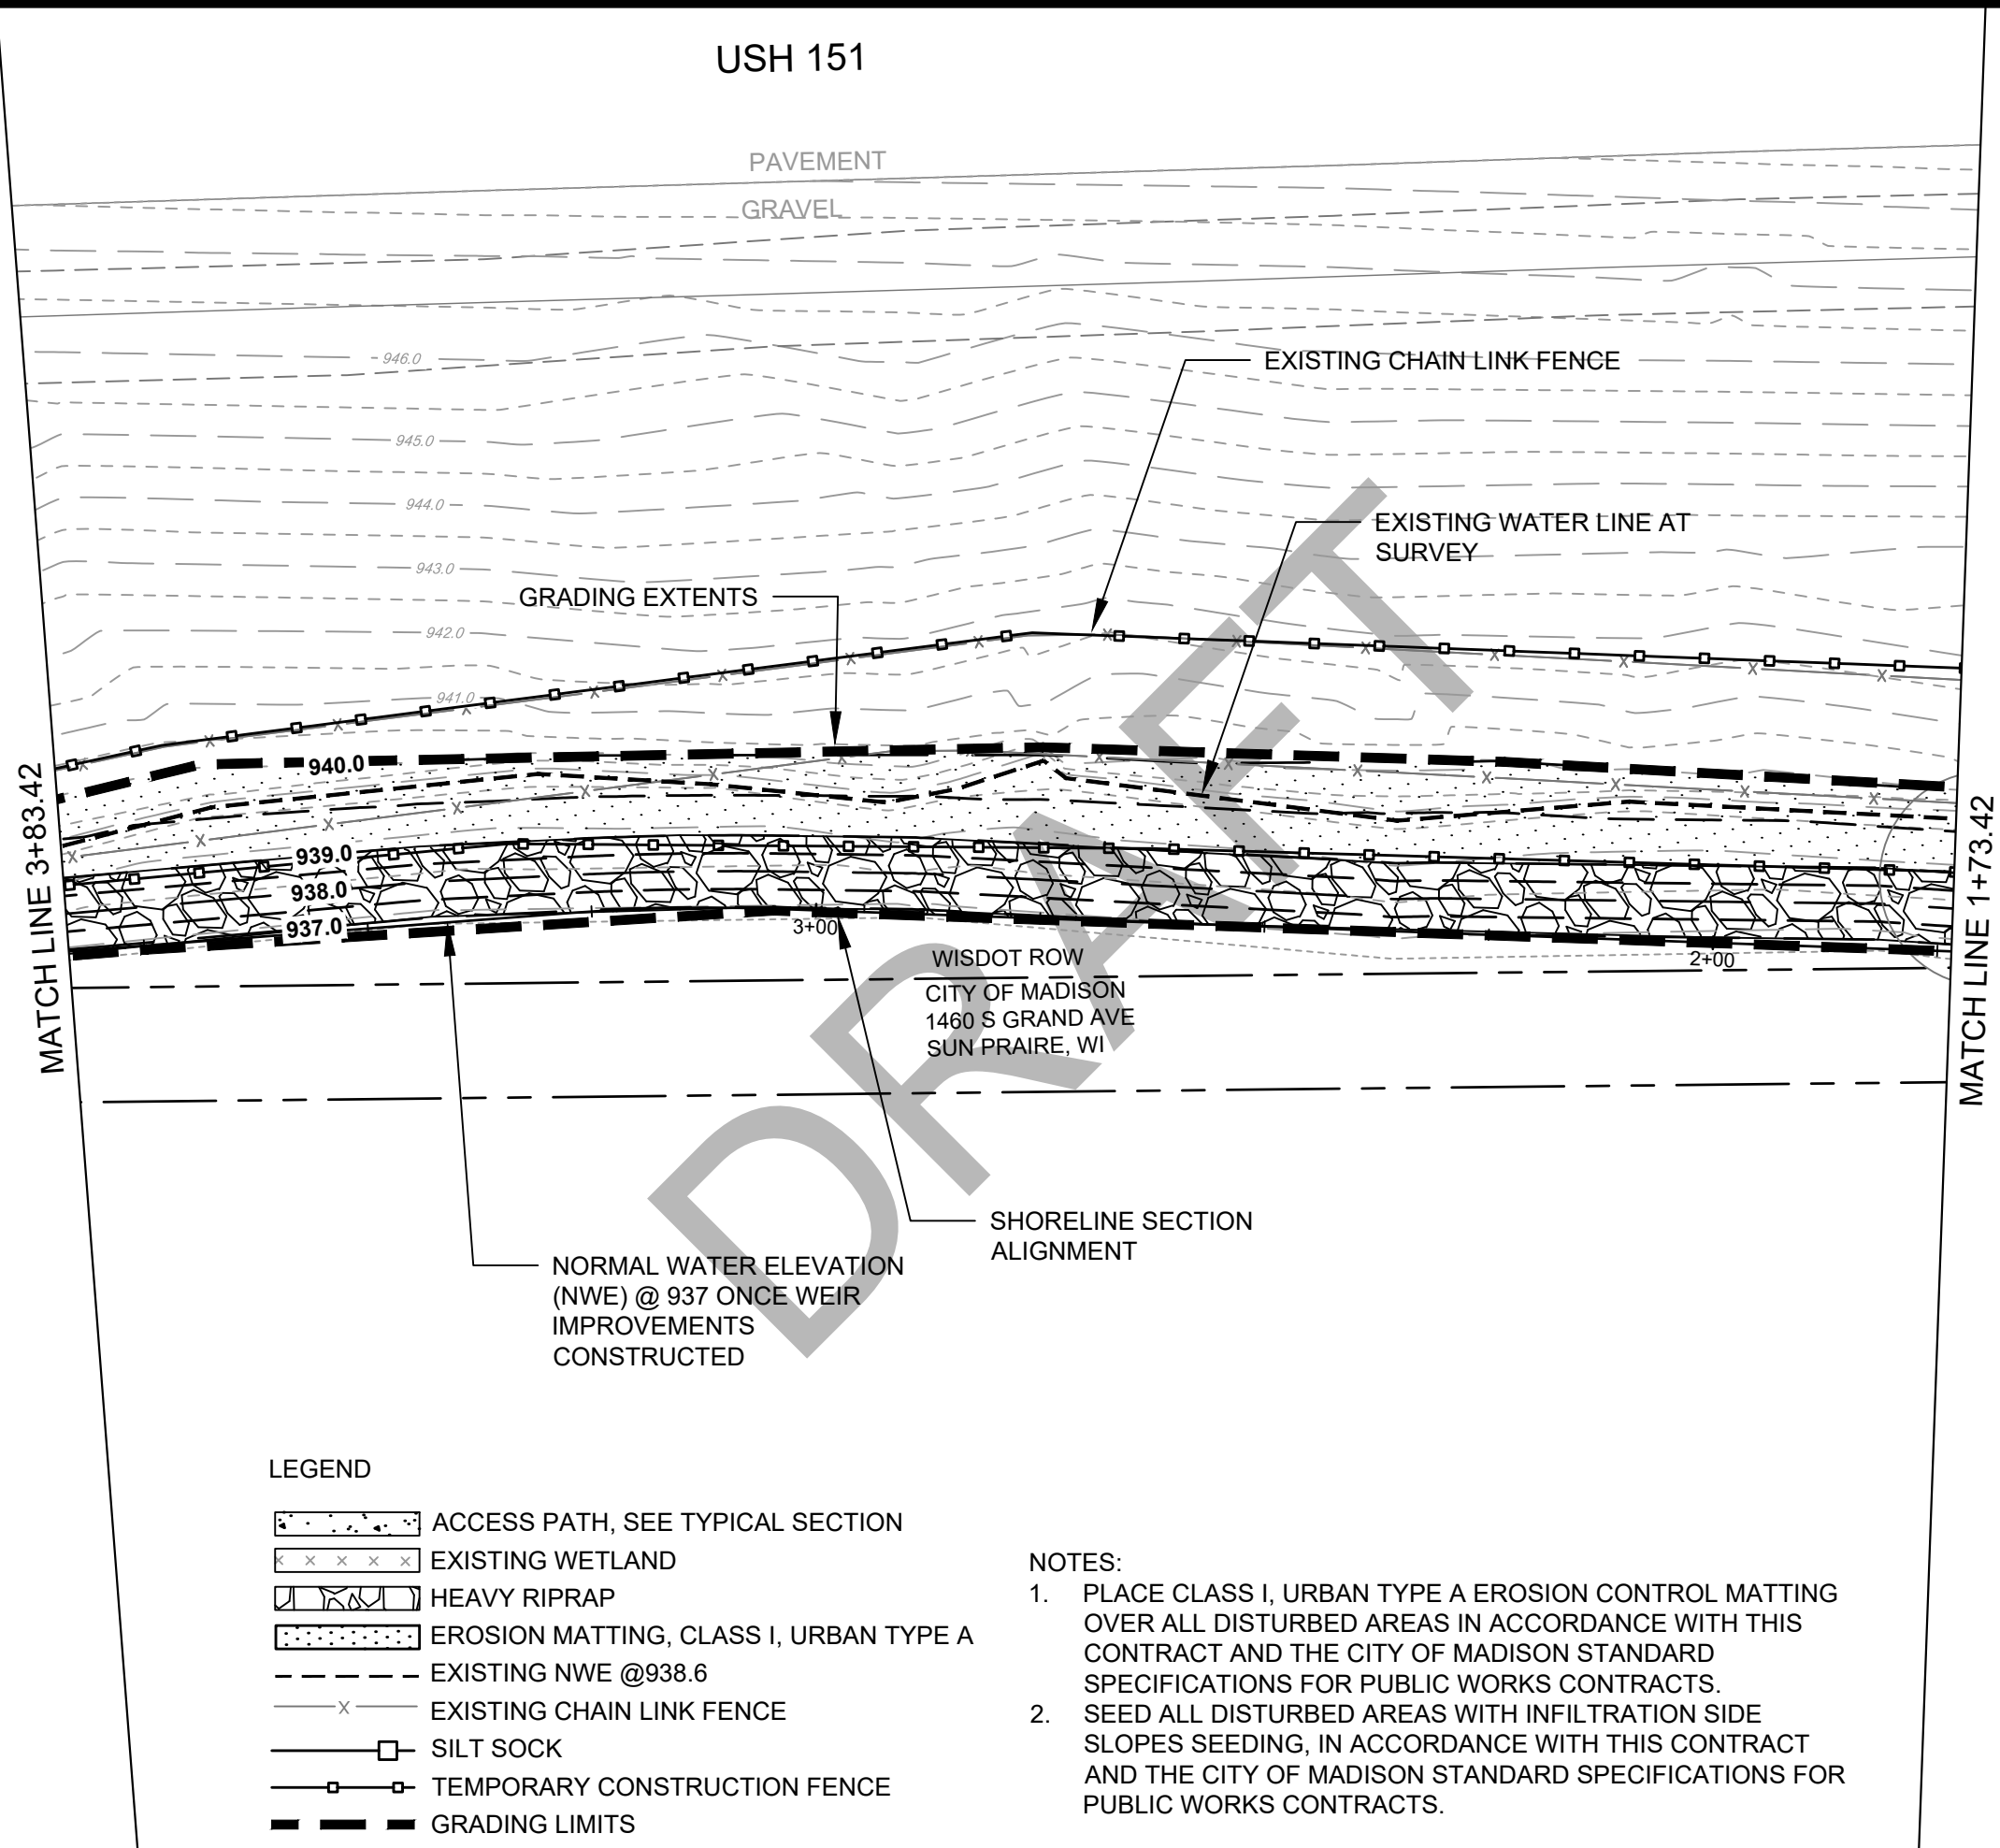 USH 151
PAVEMENT
GRAVEL
946.0
EXISTING CHAIN LINK FENCE
945.0
944.0
EXISTING WATER LINE AT
SURVEY
943.0
GRADING EXTENTS
942.0
941.0
940.0
939.0
938.0
937.0
3+00
2+00
MATCH LINE 3+83.42
MATCH LINE 1+73.42
WISDOT ROW
CITY OF MADISON
1460 S GRAND AVE
SUN PRAIRE, WI
DRAFT
SHORELINE SECTION
ALIGNMENT
NORMAL WATER ELEVATION
(NWE) @ 937 ONCE WEIR
IMPROVEMENTS
CONSTRUCTED
LEGEND
ACCESS PATH, SEE TYPICAL SECTION
EXISTING WETLAND
HEAVY RIPRAP
EROSION MATTING, CLASS I, URBAN TYPE A
EXISTING NWE @938.6
EXISTING CHAIN LINK FENCE
SILT SOCK
TEMPORARY CONSTRUCTION FENCE
GRADING LIMITS
NOTES:
1. PLACE CLASS I, URBAN TYPE A EROSION CONTROL MATTING
OVER ALL DISTURBED AREAS IN ACCORDANCE WITH THIS
CONTRACT AND THE CITY OF MADISON STANDARD
SPECIFICATIONS FOR PUBLIC WORKS CONTRACTS.
2. SEED ALL DISTURBED AREAS WITH INFILTRATION SIDE
SLOPES SEEDING, IN ACCORDANCE WITH THIS CONTRACT
AND THE CITY OF MADISON STANDARD SPECIFICATIONS FOR
PUBLIC WORKS CONTRACTS.